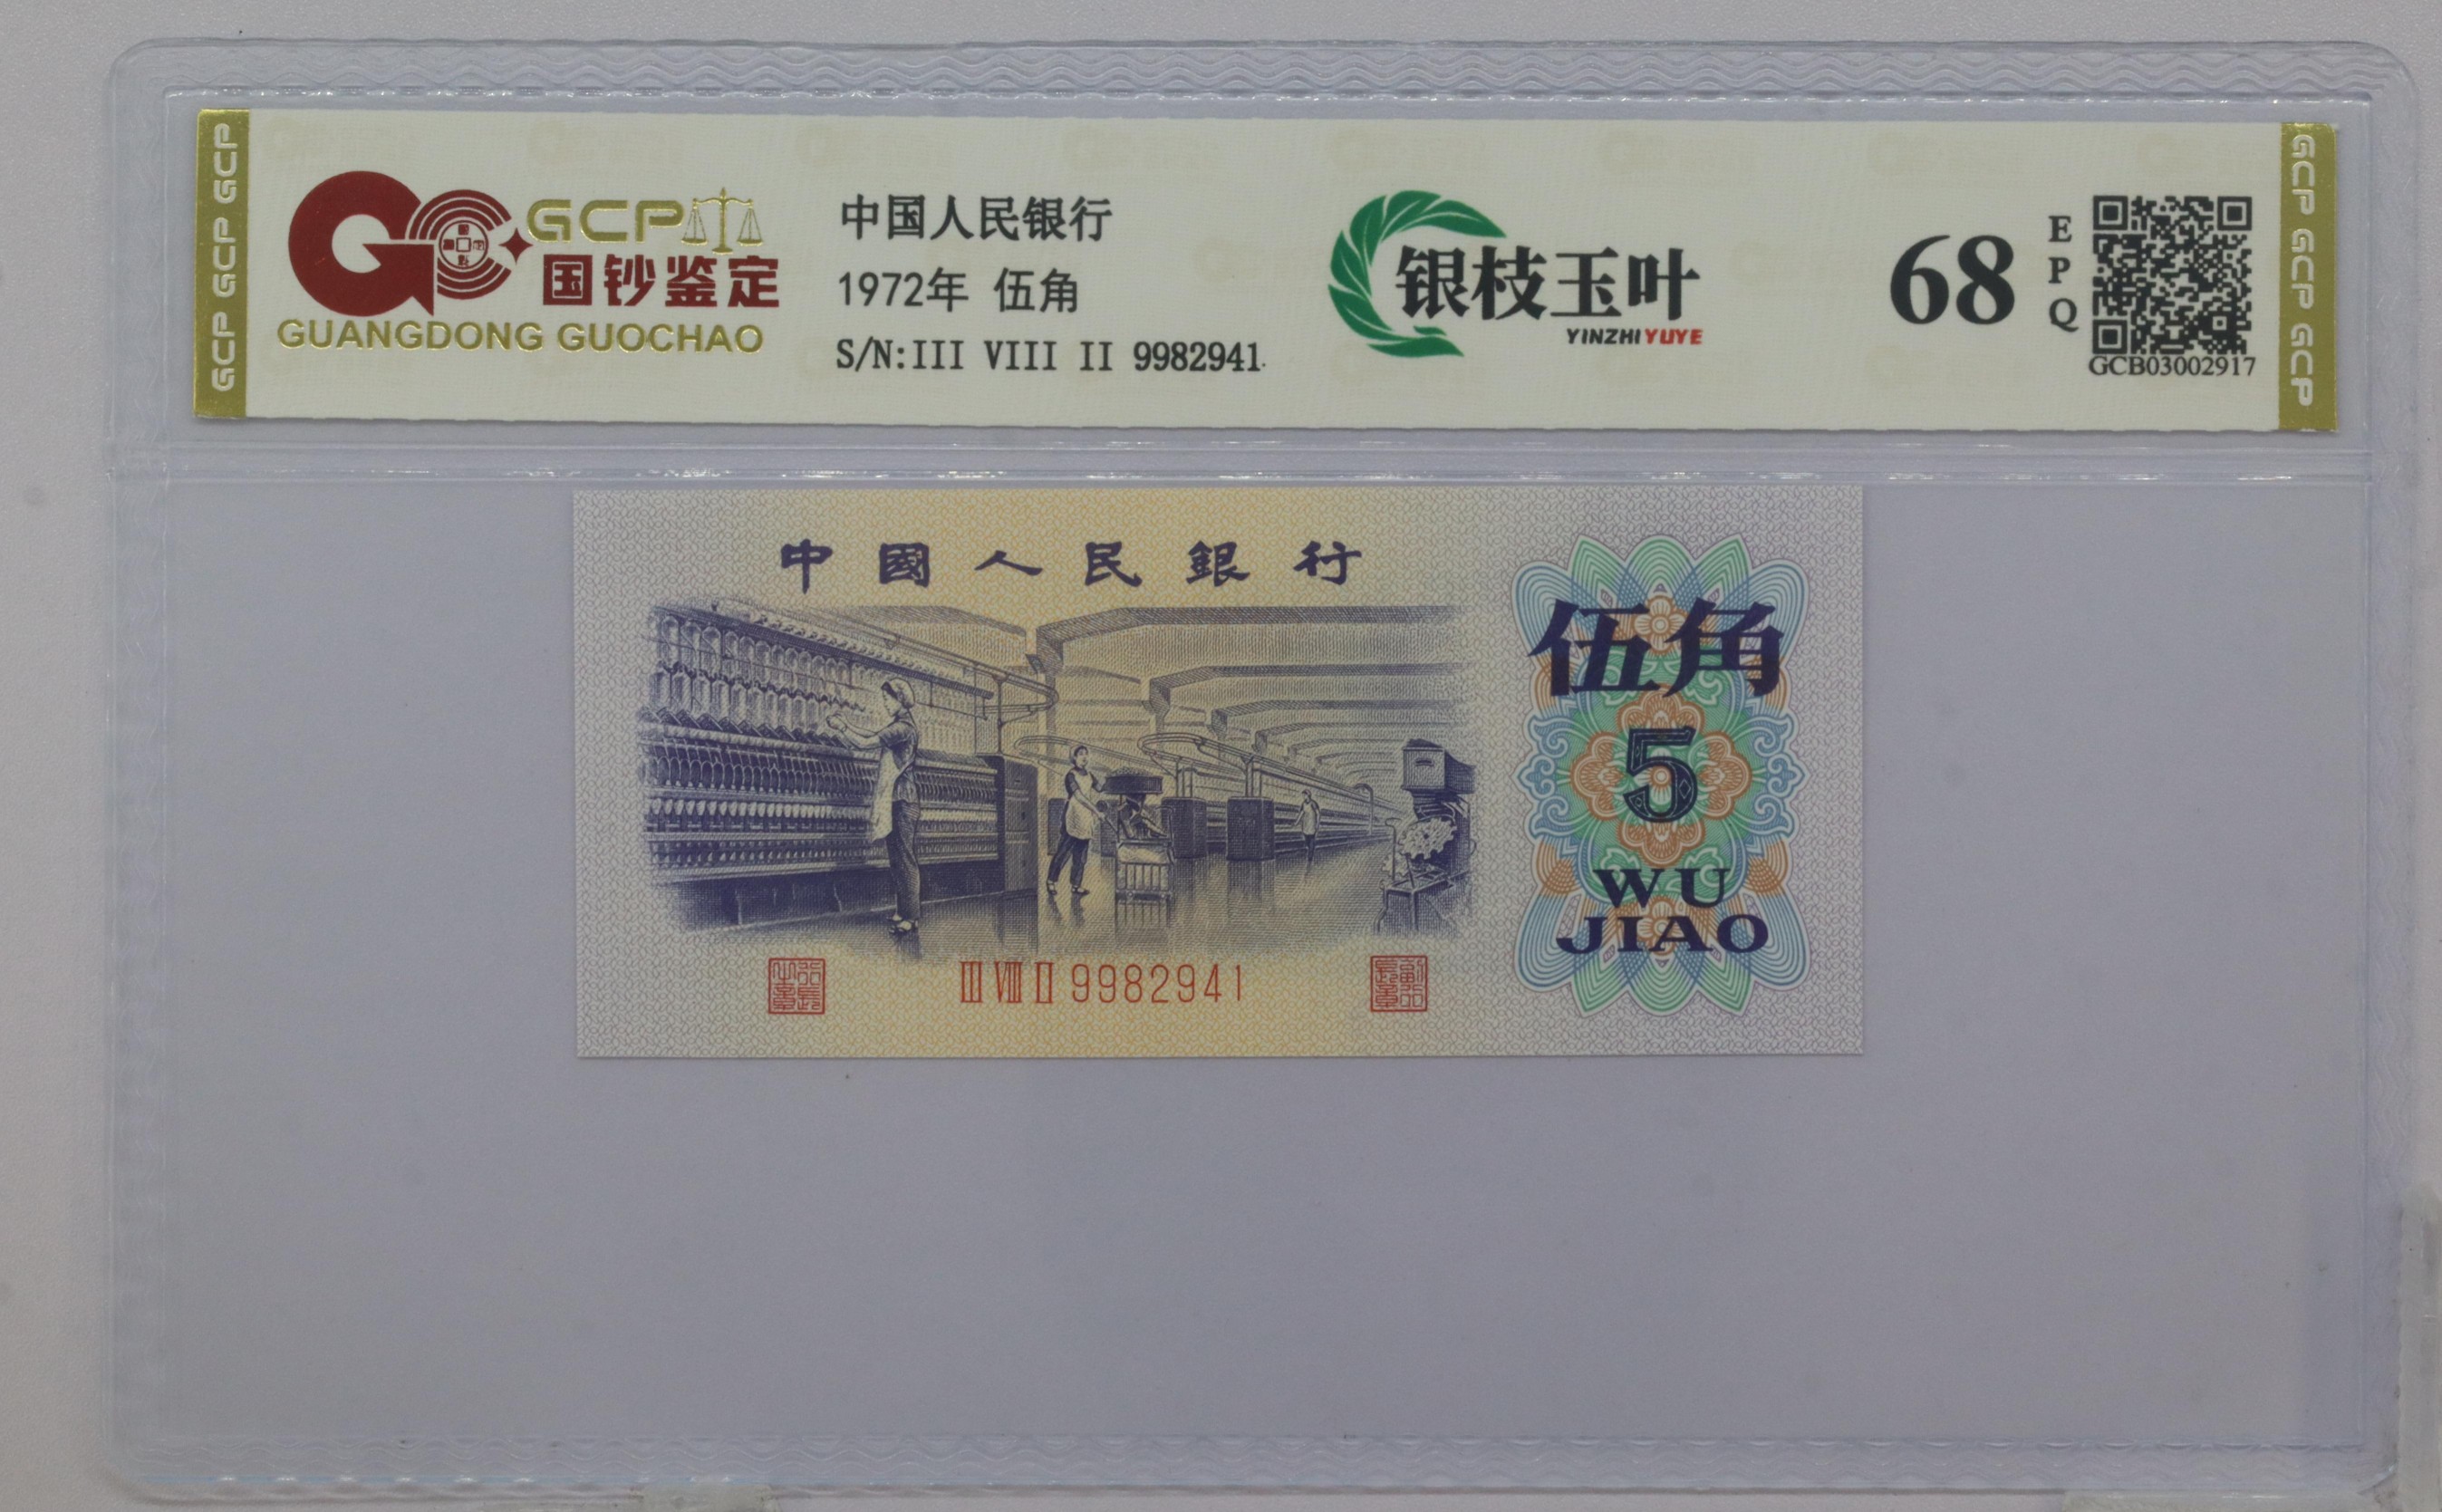 GCP GCP GCP
GCP
国钞鉴定
GUANGDONG GUOCHAO
中国人民银行
1972年 伍角
S/N:III VIII II 9982941
银枝玉叶
YINZHIYUYE
68
EPQ
GCB03002917
GCP GCP GCP
中國人民銀行
伍角
5
WU
JIAO
III VIII II 9982941